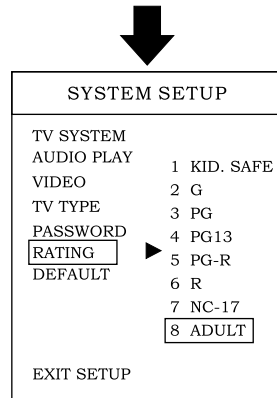 SYSTEM SETUP
TV SYSTEM
AUDIO PLAY
VIDEO
TV TYPE
PASSWORD
RATING
DEFAULT
EXIT SETUP
1 KID. SAFE
2 G
3 PG
4 PG13
5 PG-R
6 R
7 NC-17
8 ADULT